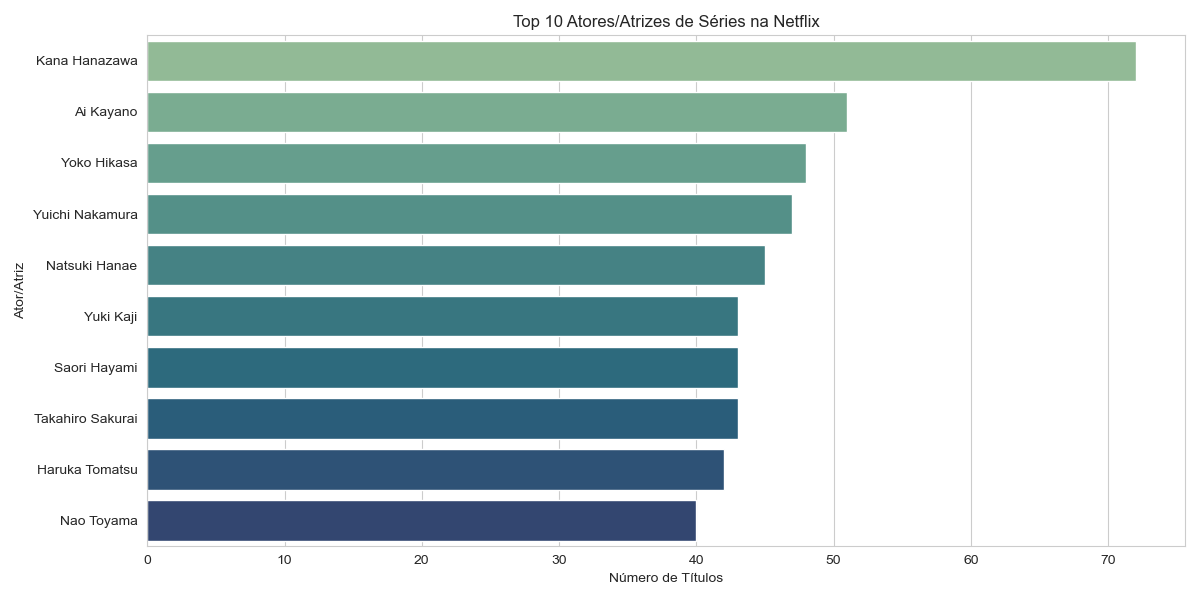 Top 10 Atores/Atrizes de Séries na Netflix
Ator/Atriz
Kana Hanazawa
Ai Kayano
Yoko Hikasa
Yuichi Nakamura
Natsuki Hanae
Yuki Kaji
Saori Hayami
Takahiro Sakurai
Haruka Tomatsu
Nao Toyama
0 10 20 30 40 50 60 70
Número de Títulos